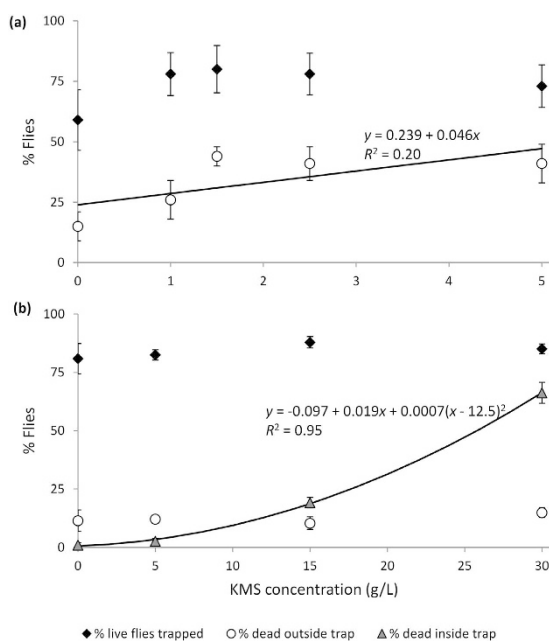 (a)
100
75
50
25
0
% Flies
y = 0.239 + 0.046x
R² = 0.20
0 1 2 3 4 5
(b)
100
75
50
25
0
% Flies
y = -0.097 + 0.019x + 0.0007(x - 12.5)²
R² = 0.95
0 5 10 15 20 25 30
KMS concentration (g/L)
% live flies trapped % dead outside trap % dead inside trap